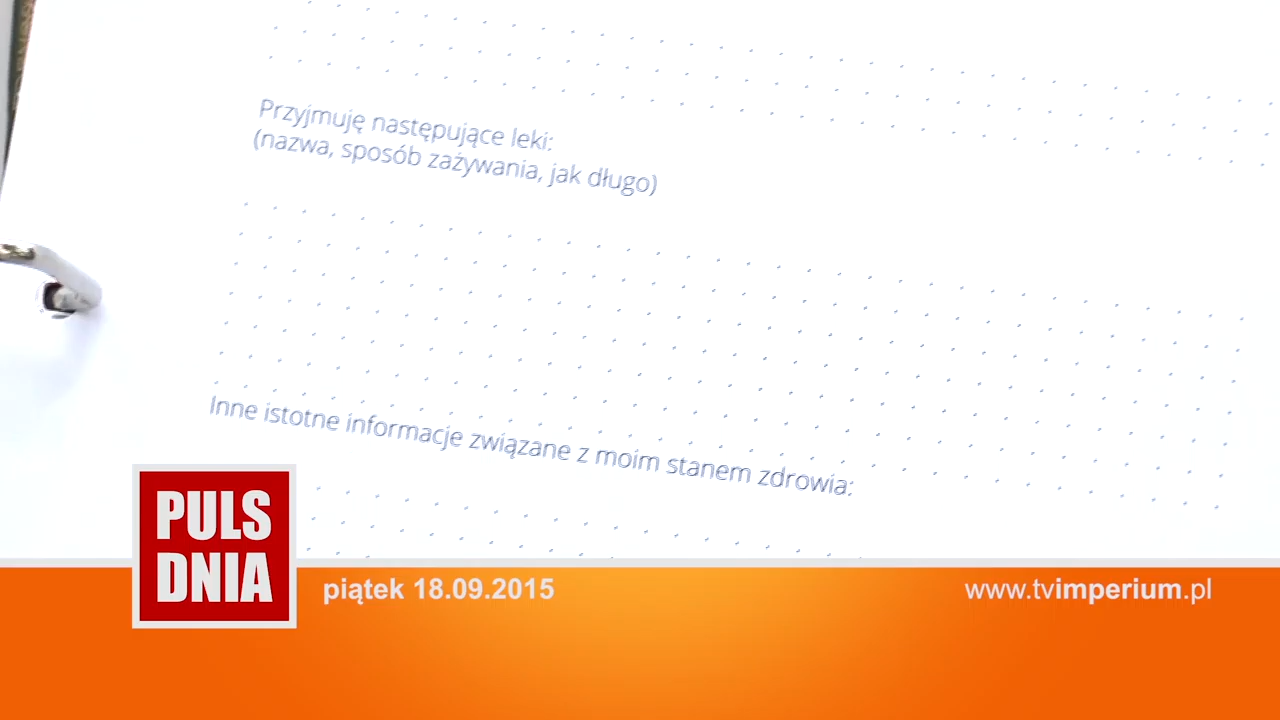 Przyjmuję następujące leki:
(nazwa, sposób zażywania, jak długo)
Inne istotne informacje związane z moim stanem zdrowia:
PULS
DNIA
piątek 18.09.2015
www.tvimperium.pl